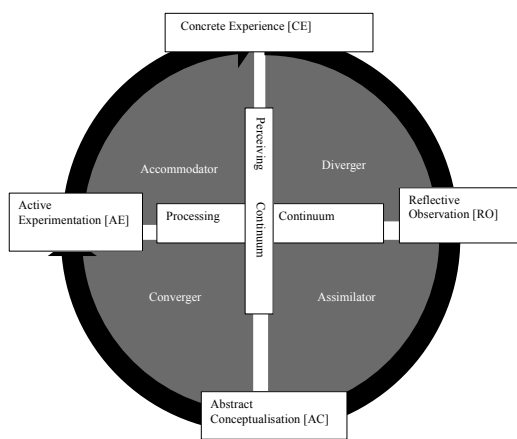 Concrete Experience [CE]
Perceiving Continuum
Accommodator
Diverger
Active
Experimentation [AE]
Processing
Continuum
Reflective
Observation [RO]
Converger
Assimilator
Abstract
Conceptualisation [AC]